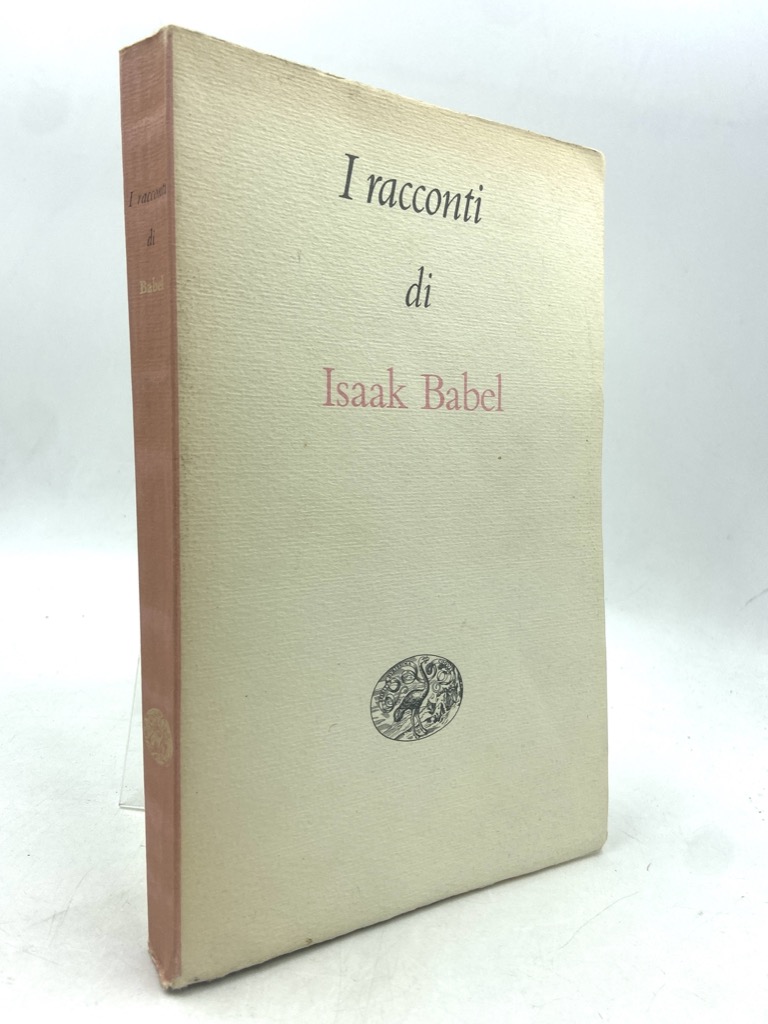 I racconti
di
Isaak Babel
I racconti
di
Babel